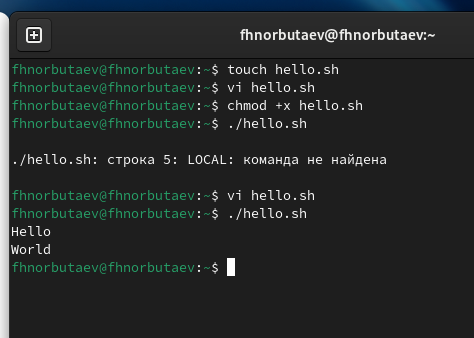 fhnorbutaev@fhnorbutaev:~
fhnorbutaev@fhnorbutaev:~$ touch hello.sh
fhnorbutaev@fhnorbutaev:~$ vi hello.sh
fhnorbutaev@fhnorbutaev:~$ chmod +x hello.sh
fhnorbutaev@fhnorbutaev:~$ ./hello.sh
./hello.sh: строка 5: LOCAL: команда не найдена
fhnorbutaev@fhnorbutaev:~$ vi hello.sh
fhnorbutaev@fhnorbutaev:~$ ./hello.sh
Hello
World
fhnorbutaev@fhnorbutaev:~$